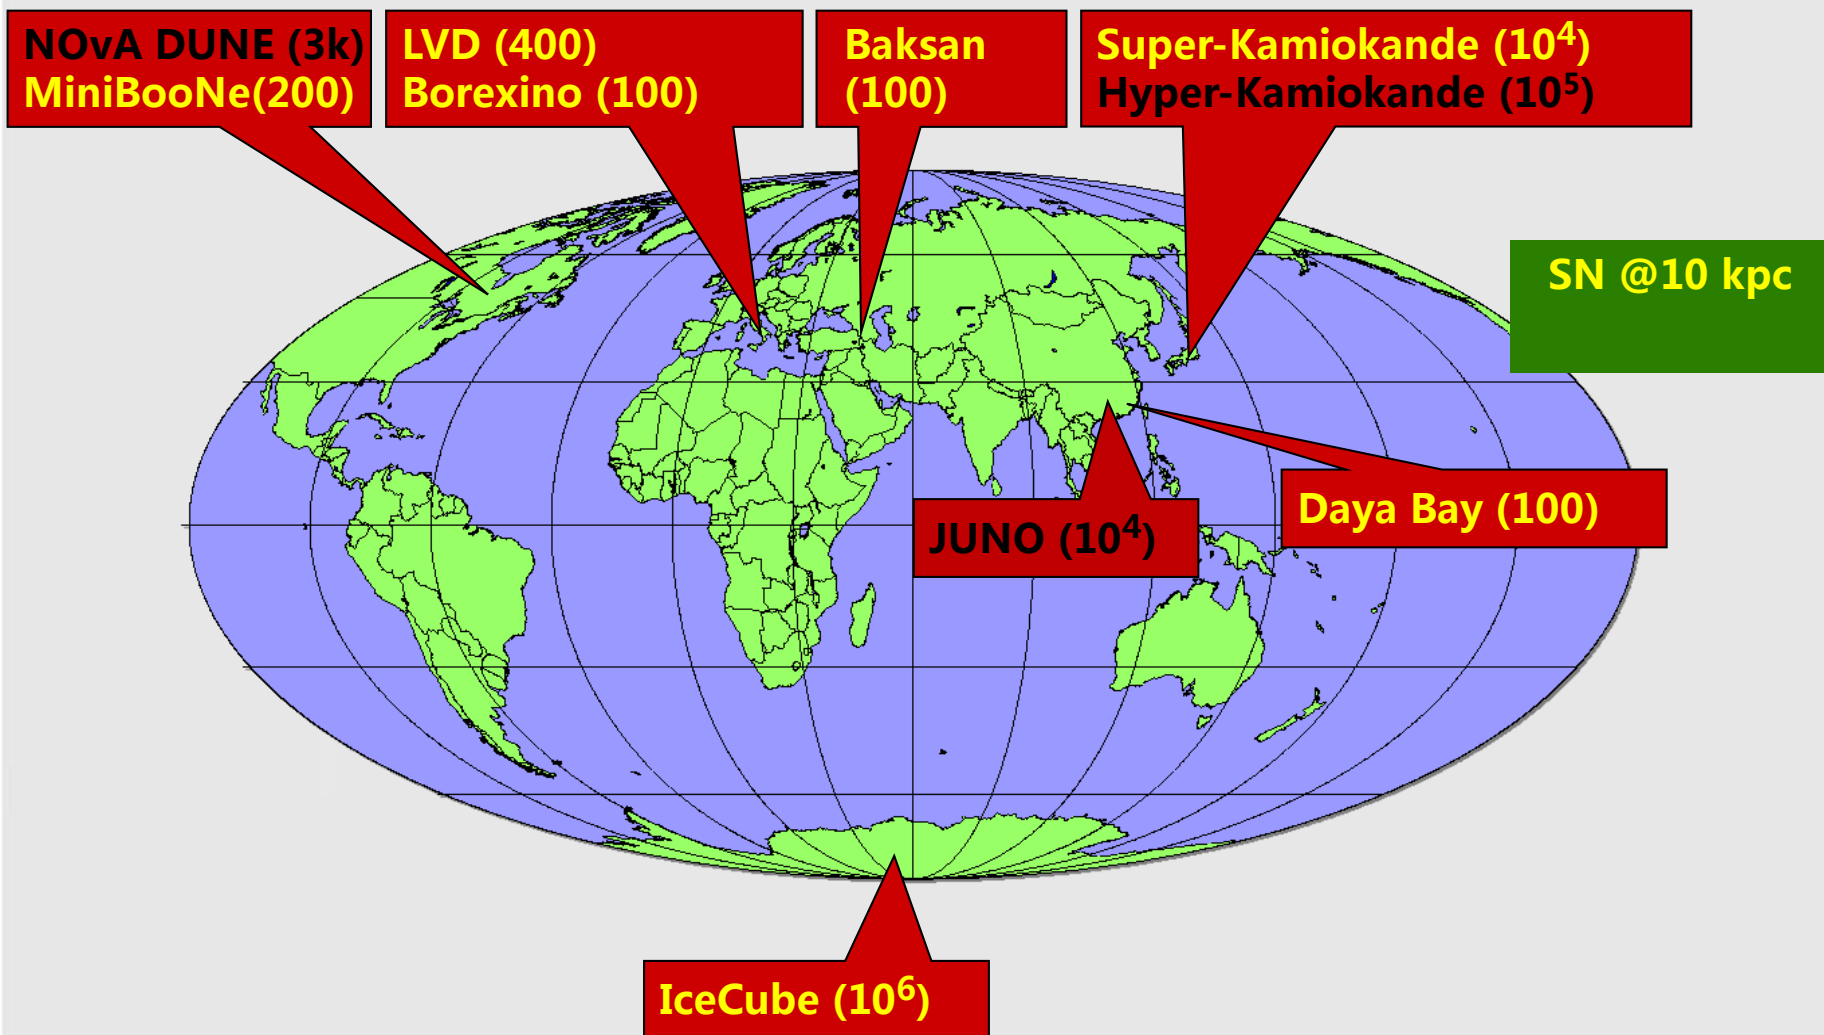 NOvA DUNE (3k)
MiniBooNe(200)
LVD (400)
Borexino (100)
Baksan
(100)
Super-Kamiokande (10⁴)
Hyper-Kamiokande (10⁵)
SN @10 kpc
Daya Bay (100)
JUNO (10⁴)
IceCube (10⁶)